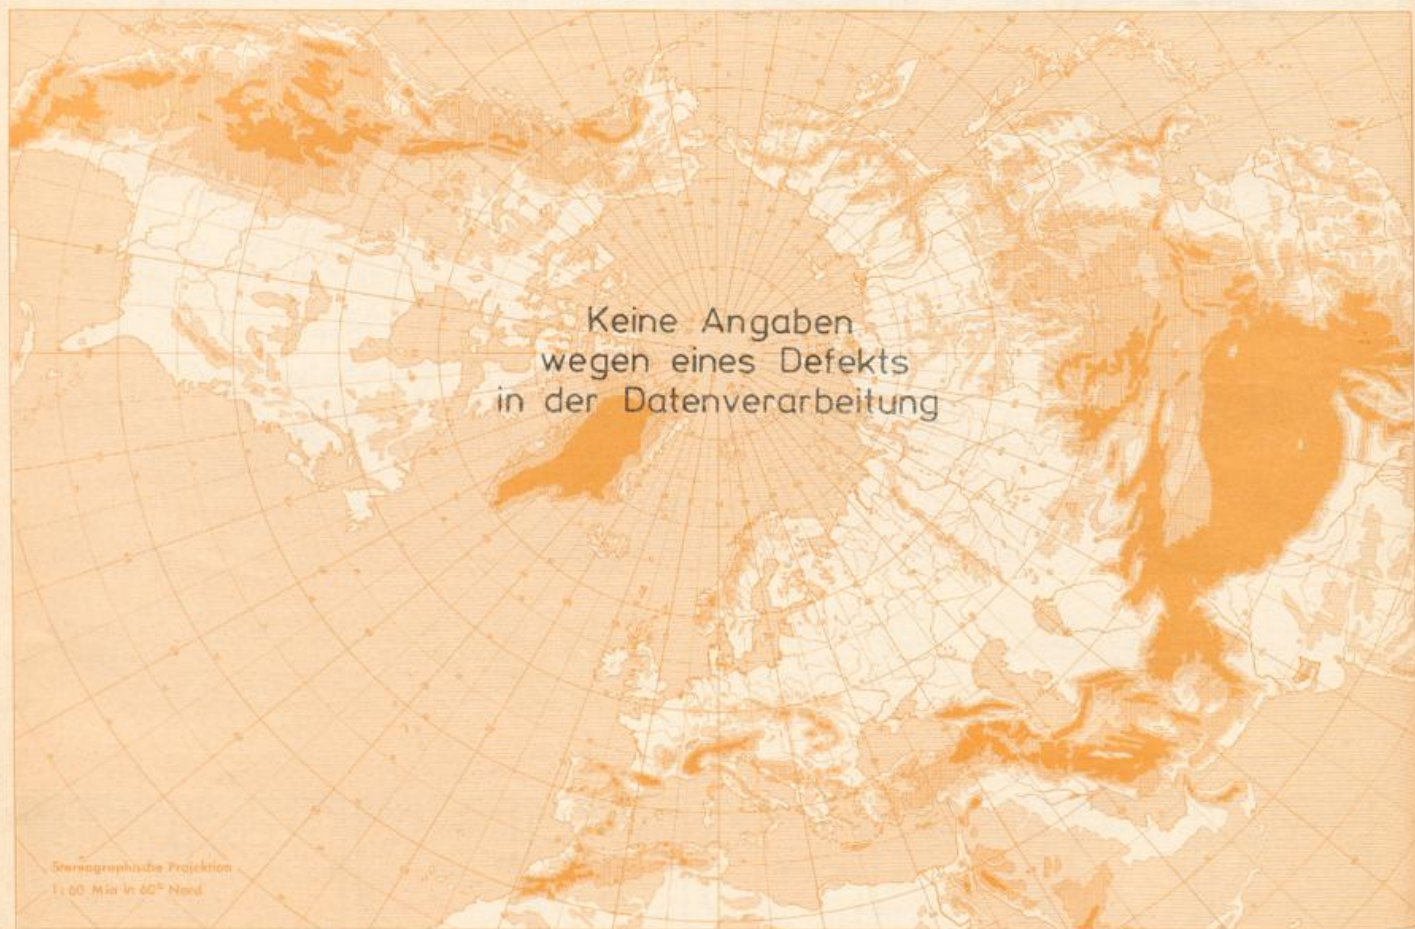 Keine Angaben
wegen eines Defekts
in der Datenverarbeitung
Stereographische Projektion
1:60 Mio in 60° Nord